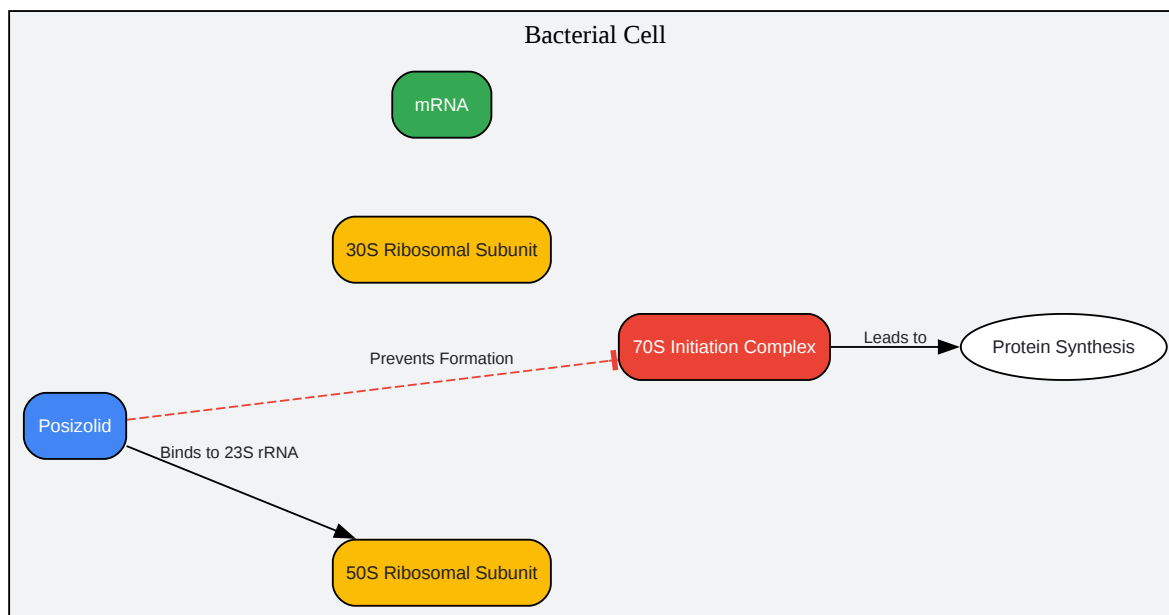 Bacterial Cell
mRNA
30S Ribosomal Subunit
70S Initiation Complex
Leads to
Protein Synthesis
Prevents Formation
Posizolid
Binds to 23S rRNA
50S Ribosomal Subunit